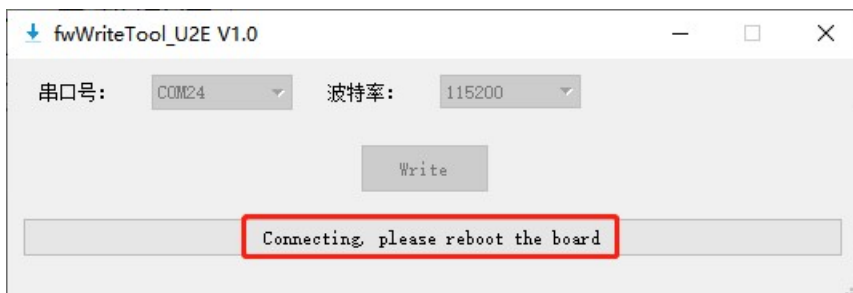 fwWriteTool_U2E V1.0
串口号： COM24 波特率： 115200
Write
Connecting, please reboot the board